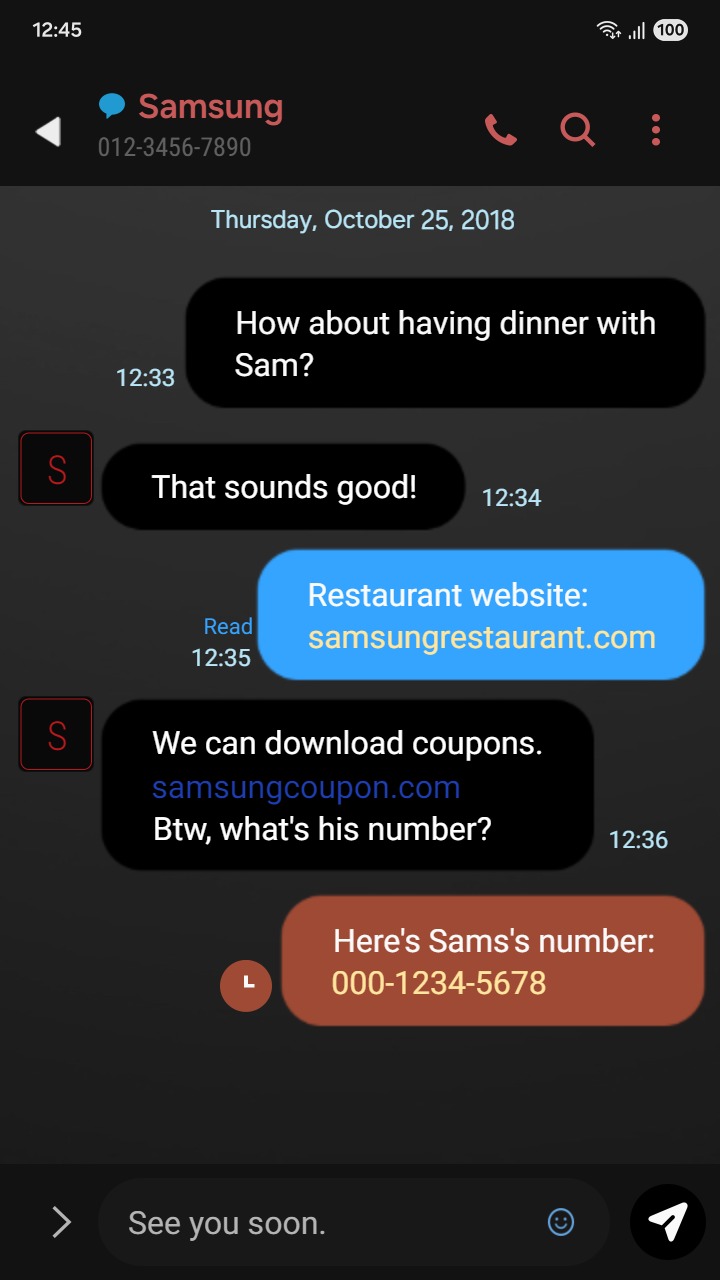 12:45
100
Samsung
012-3456-7890
Thursday, October 25, 2018
How about having dinner with
Sam?
12:33
S
That sounds good!
12:34
Restaurant website:
samsungrestaurant.com
Read
12:35
S
We can download coupons.
samsungcoupon.com
Btw, what's his number?
12:36
Here's Sams's number:
000-1234-5678
See you soon.